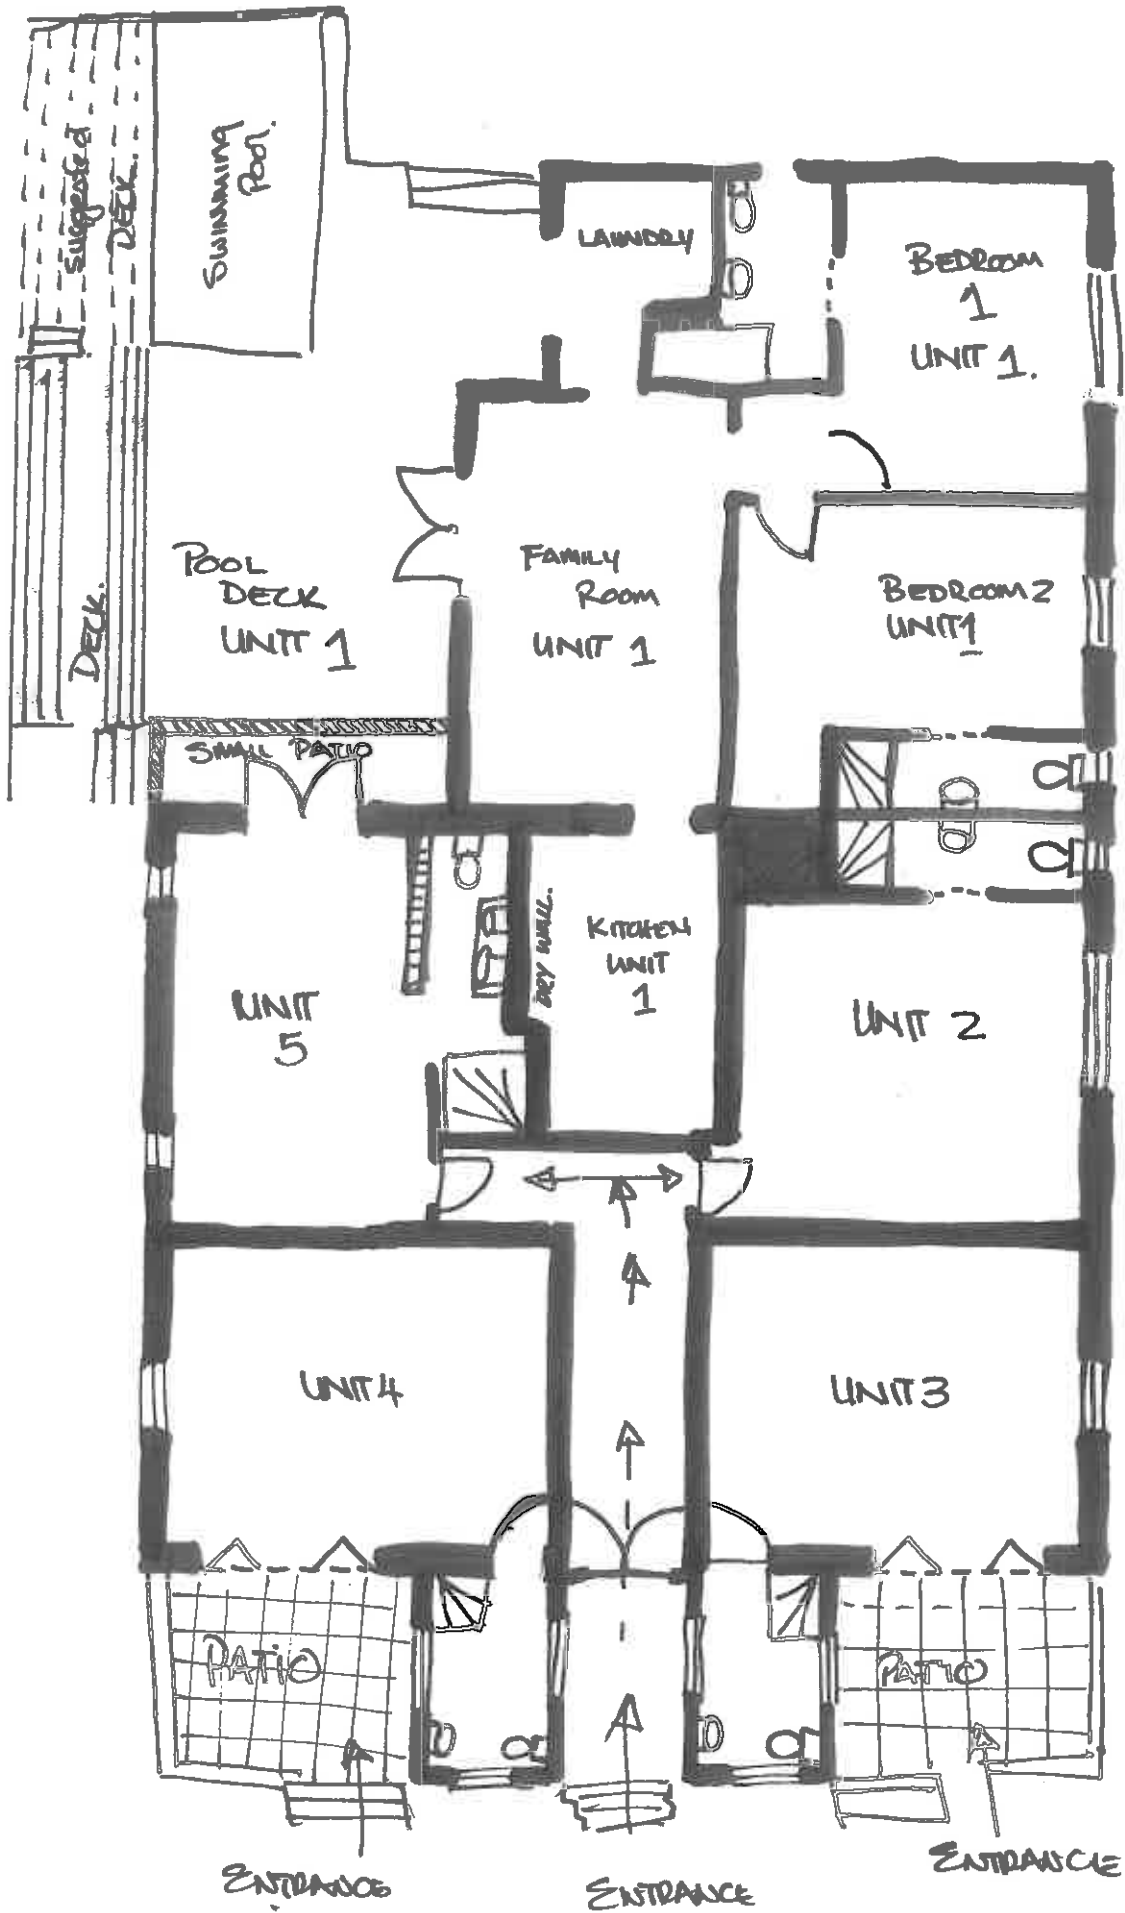 Suggested
DECK.
SWIMMING
POOL.
LAUNDRY
BEDROOM
1
UNIT 1.
POOL
DECK
UNIT 1
DECK.
FAMILY
ROOM
UNIT 1
BEDROOM 2
UNIT 1
SMALL PATIO
DRY WALL.
KITCHEN
UNIT
1
UNIT
5
UNIT 2
UNIT 4
UNIT 3
PATIO
PATIO
ENTRANCE
ENTRANCE
ENTRANCE